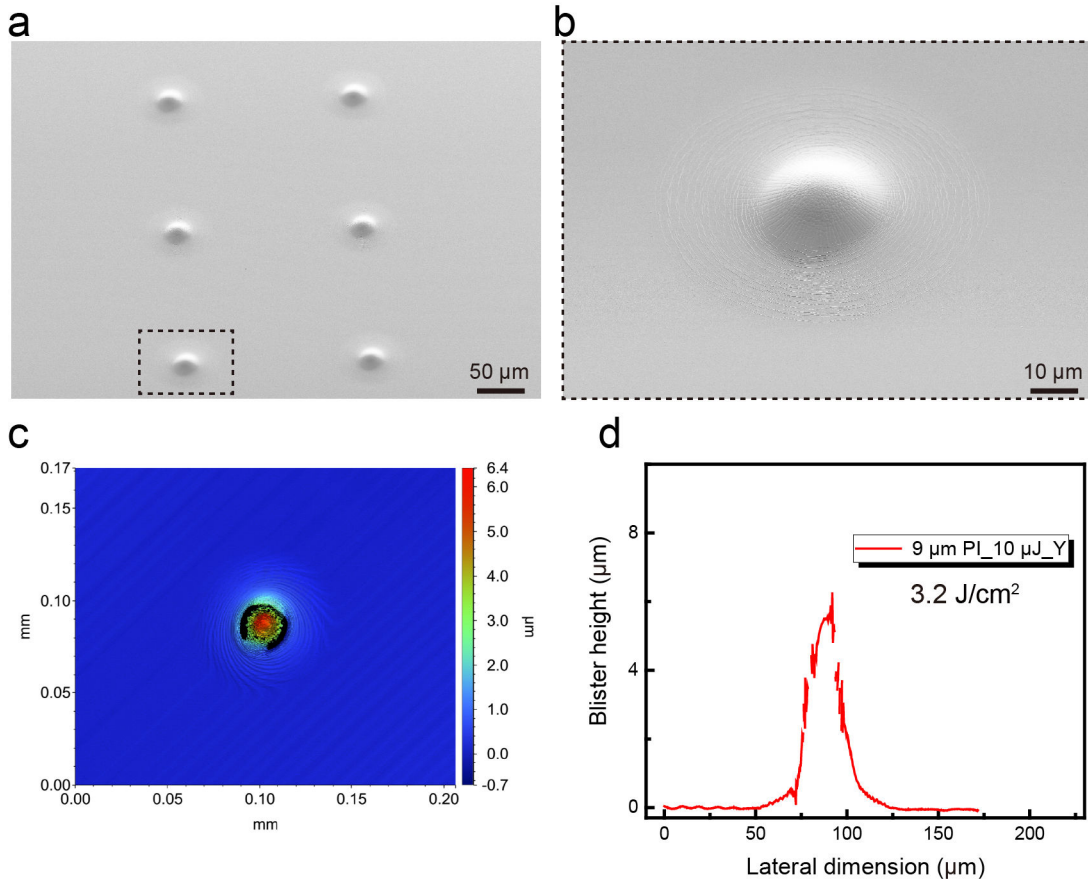 a
b
50 µm
10 µm
c
d
0.17
0.15
0.10
0.05
0.00
mm
0.00
0.05
0.10
0.15
0.20
mm
6.4
5.0
4.0
3.0
2.0
1.0
0.0
-0.7
µm
8
4
0
Blister height (µm)
9 µm PI_10 µJ_Y
3.2 J/cm²
0
50
100
150
200
Lateral dimension (µm)